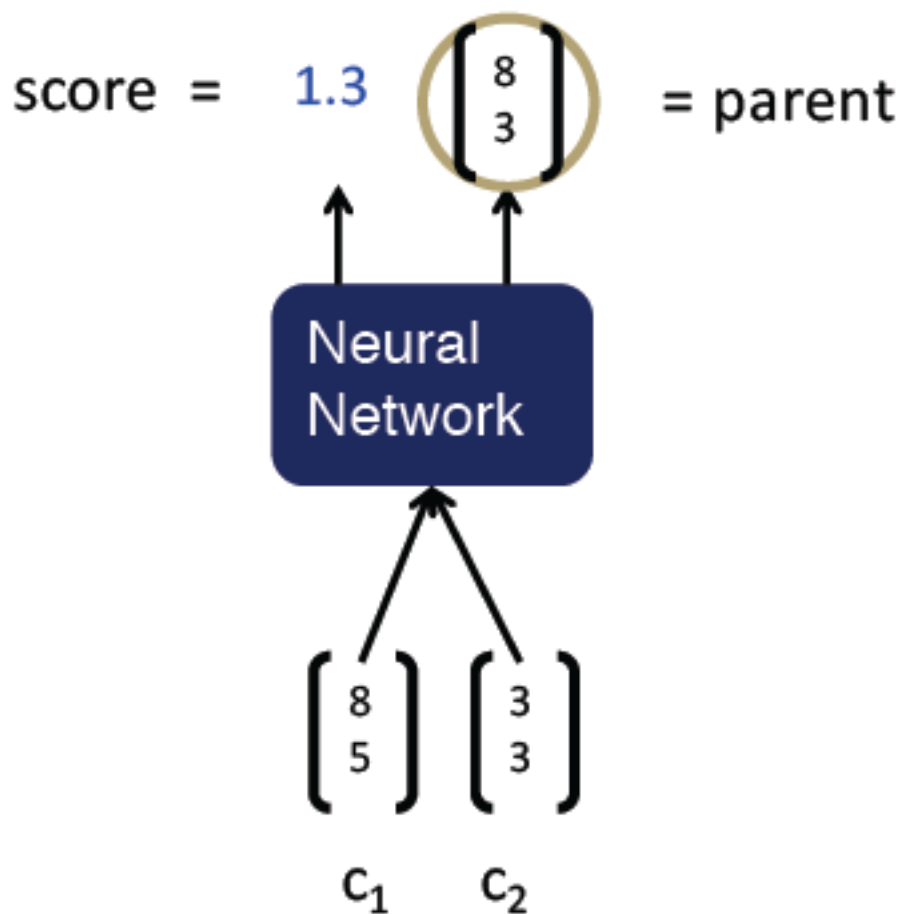 score = 1.3 [8 3] = parent
Neural
Network
8 3
5 3
c₁ c₂